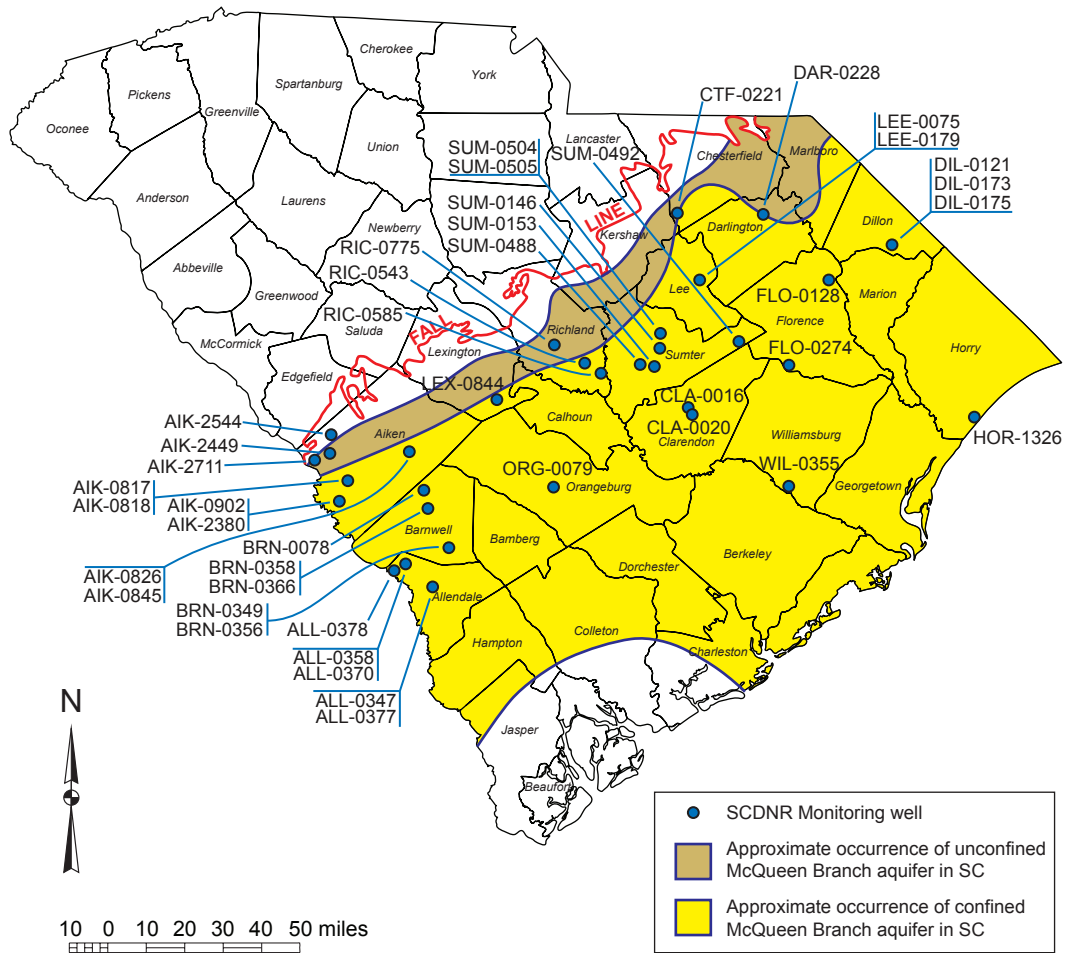 Cherokee
York
Spartanburg
Pickens
Greenville
Oconee
Union
Lancaster
Chesterfield
Marlboro
Anderson
Laurens
Newberry
Kershaw
Darlington
Dillon
Abbeville
Greenwood
Saluda
Lexington
Richland
Lee
Marion
Florence
Horry
McCormick
Edgefield
Sumter
Aiken
Calhoun
Clarendon
Williamsburg
Georgetown
Orangeburg
Barnwell
Bamberg
Berkeley
Dorchester
Allendale
Hampton
Colleton
Charleston
Jasper
Beaufort
FALL
LINE
DAR-0228
CTF-0221
LEE-0075
LEE-0179
SUM-0504
SUM-0505
SUM-0492
DIL-0121
DIL-0173
DIL-0175
SUM-0146
SUM-0153
SUM-0488
RIC-0775
RIC-0543
RIC-0585
FLO-0128
FLO-0274
LEX-0844
CLA-0016
CLA-0020
HOR-1326
AIK-2544
AIK-2449
AIK-2711
AIK-0817
AIK-0818
AIK-0902
AIK-2380
ORG-0079
WIL-0355
BRN-0078
BRN-0358
BRN-0366
AIK-0826
AIK-0845
BRN-0349
BRN-0356
ALL-0378
ALL-0358
ALL-0370
ALL-0347
ALL-0377
N
10 0 10 20 30 40 50 miles
SCDNR Monitoring well
Approximate occurrence of unconfined
McQueen Branch aquifer in SC
Approximate occurrence of confined
McQueen Branch aquifer in SC